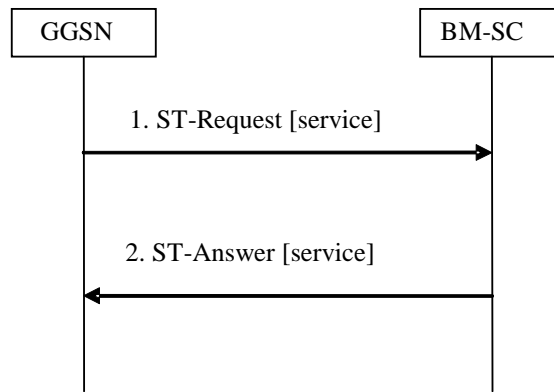 GGSN
BM-SC
1. ST-Request [service]
2. ST-Answer [service]